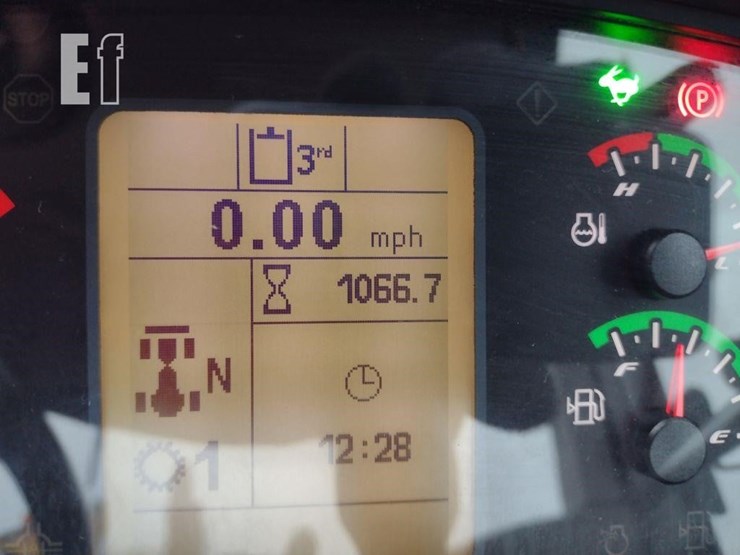 Ef
STOP
P
3rd
0.00 mph
H
1066.7
L
N
F
1
12:28
E